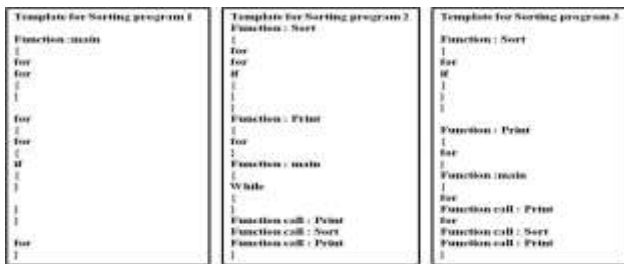 Template for Sorting program 1
Function :main
{
for
for
{
}
for
{
for
{
if
{
}
}
}
for
}
Template for Sorting program 2
Function : Sort
{
for
for
if
{
}
}
Function : Print
{
for
}
Function : main
{
While
{
}
Function call : Print
Function call : Sort
Function call : Print
}
Template for Sorting program 3
Function : Sort
{
for
if
{
}
}
Function : Print
{
for
}
Function :main
{
for
Function call : Print
for
Function call : Sort
Function call : Print
}